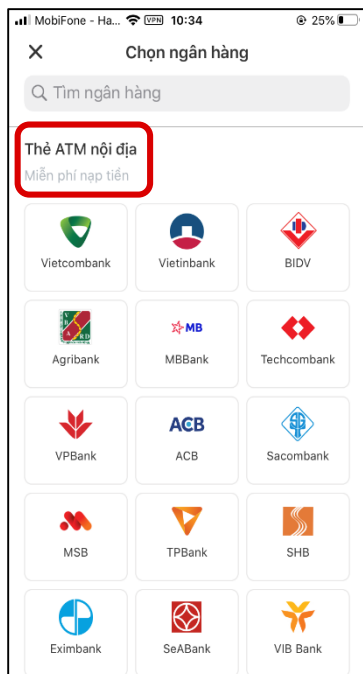 MobiFone - Ha... VPN 10:34 25%
Chọn ngân hàng
Tìm ngân hàng
Thẻ ATM nội địa
Miễn phí nạp tiền
Vietcombank Vietinbank BIDV
VBARD MB
Agribank MBBank Techcombank
ACB
VPBank ACB Sacombank
MSB TPBank SHB
Eximbank SeABank VIB Bank